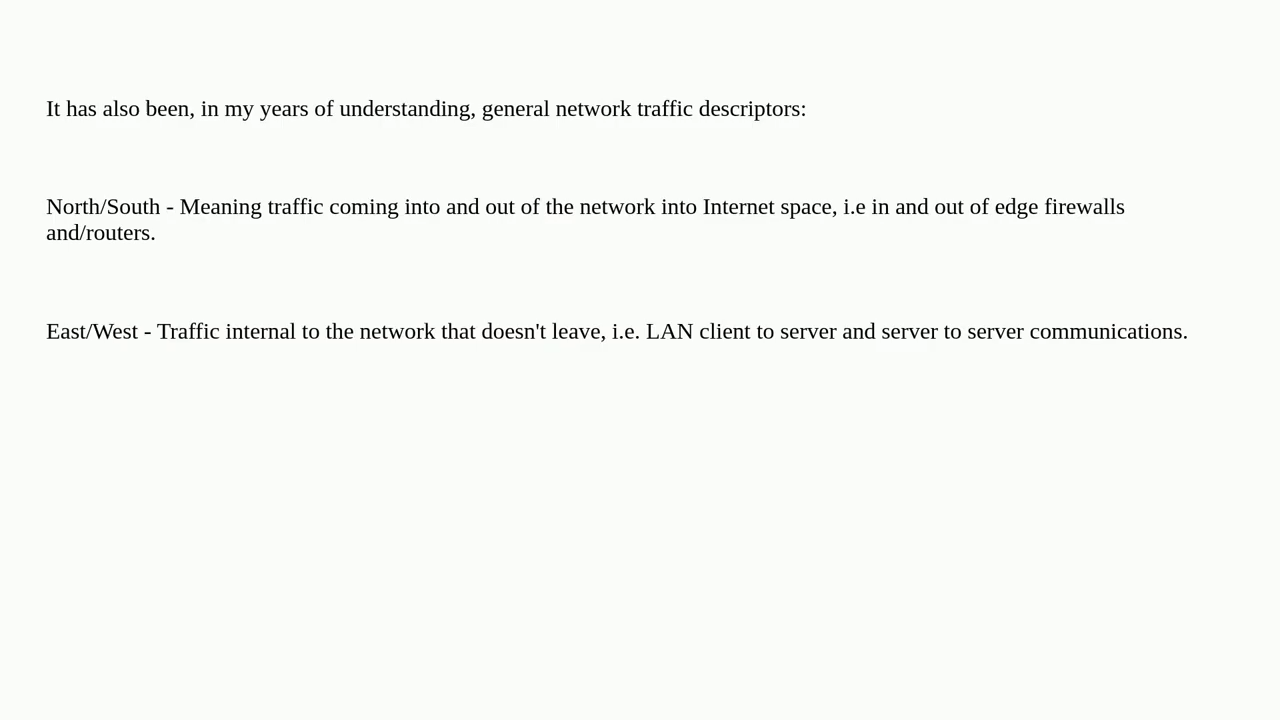 It has also been, in my years of understanding, general network traffic descriptors:
North/South - Meaning traffic coming into and out of the network into Internet space, i.e in and out of edge firewalls
and/routers.
East/West - Traffic internal to the network that doesn't leave, i.e. LAN client to server and server to server communications.